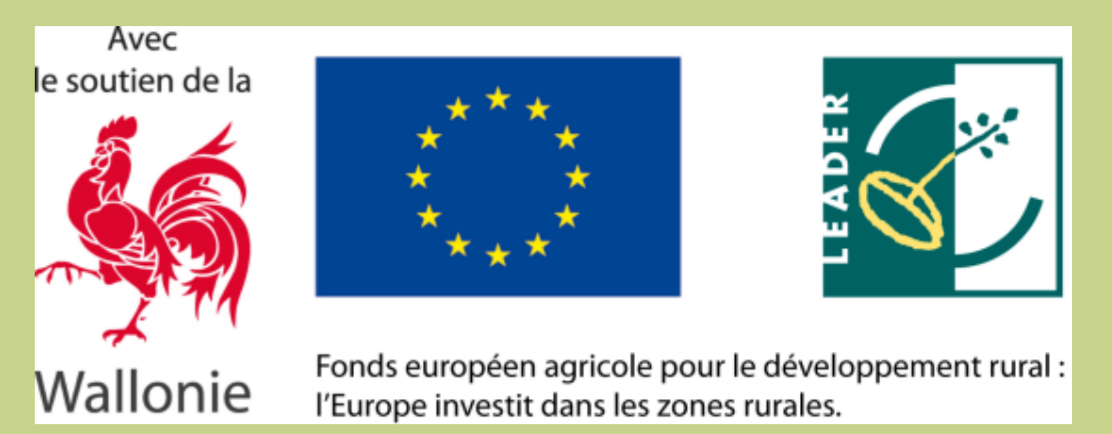 Avec
le soutien de la
Wallonie
LEADER
Fonds européen agricole pour le développement rural :
l'Europe investit dans les zones rurales.